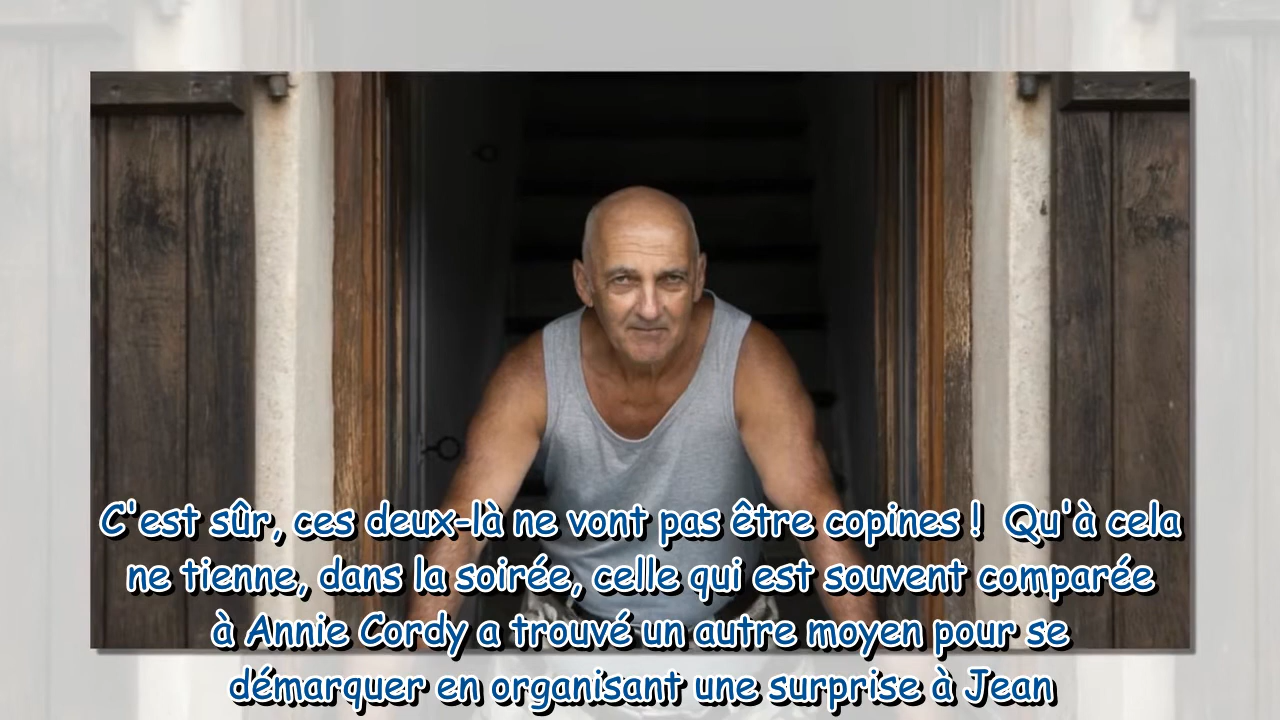 C'est sûr, ces deux-là ne vont pas être copines !  Qu'à cela
ne tienne, dans la soirée, celle qui est souvent comparée
à Annie Cordy a trouvé un autre moyen pour se
démarquer en organisant une surprise à Jean